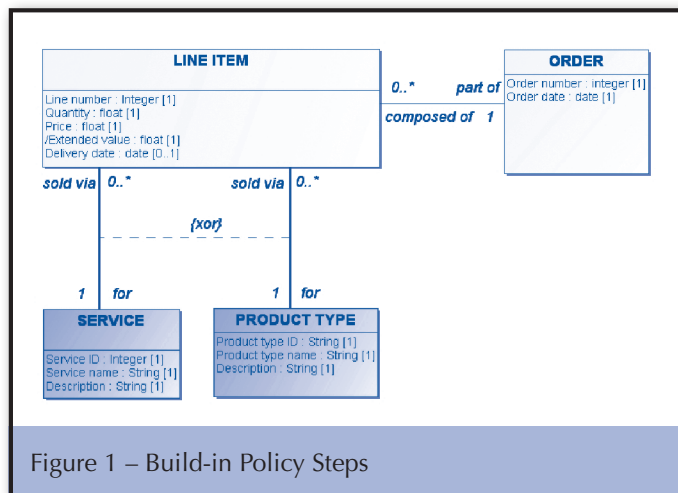 LINE ITEM
Line number : Integer [1]
Quantity : float [1]
Price : float [1]
/Extended value : float [1]
Delivery date : date [0..1]
0..* part of
composed of 1
ORDER
Order number : integer [1]
Order date : date [1]
sold via 0..*
sold via 0..*
{xor}
1 for
1 for
SERVICE
Service ID : Integer [1]
Service name : String [1]
Description : String [1]
PRODUCT TYPE
Product type ID : String [1]
Product type name : String [1]
Description : String [1]
Figure 1 – Build-in Policy Steps